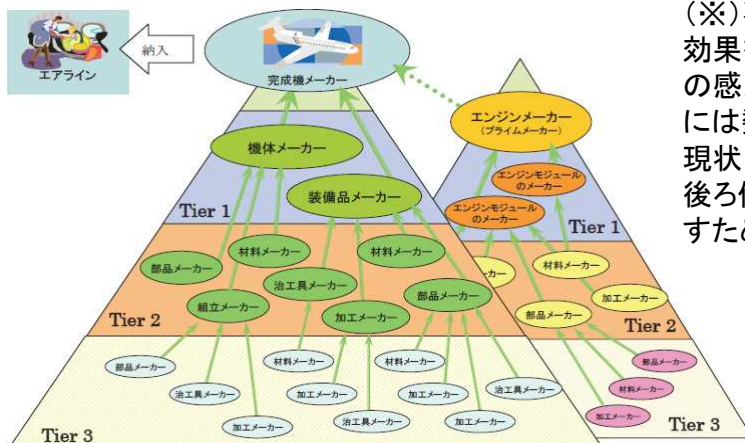 エアライン
納入
完成機メーカー
エンジンメーカー
(プライムメーカー)
機体メーカー
装備品メーカー
Tier 1
エンジンモジュール
のメーカー
エンジンモジュール
のメーカー
Tier 1
部品メーカー
材料メーカー
材料メーカー
組立メーカー
治工具メーカー
加工メーカー
部品メーカー
Tier 2
カー
材料メーカー
加工メーカー
部品メーカー
Tier 2
部品メーカー
治工具メーカー
加工メーカー
材料メーカー
加工メーカー
治工具メーカー
材料メーカー
加工メーカー
加工メーカー
治工具メーカー
Tier 3
部品メーカー
材料メーカー
加工メーカー
Tier 3
(※)
効果
の感
には
現状
後ろ
すた